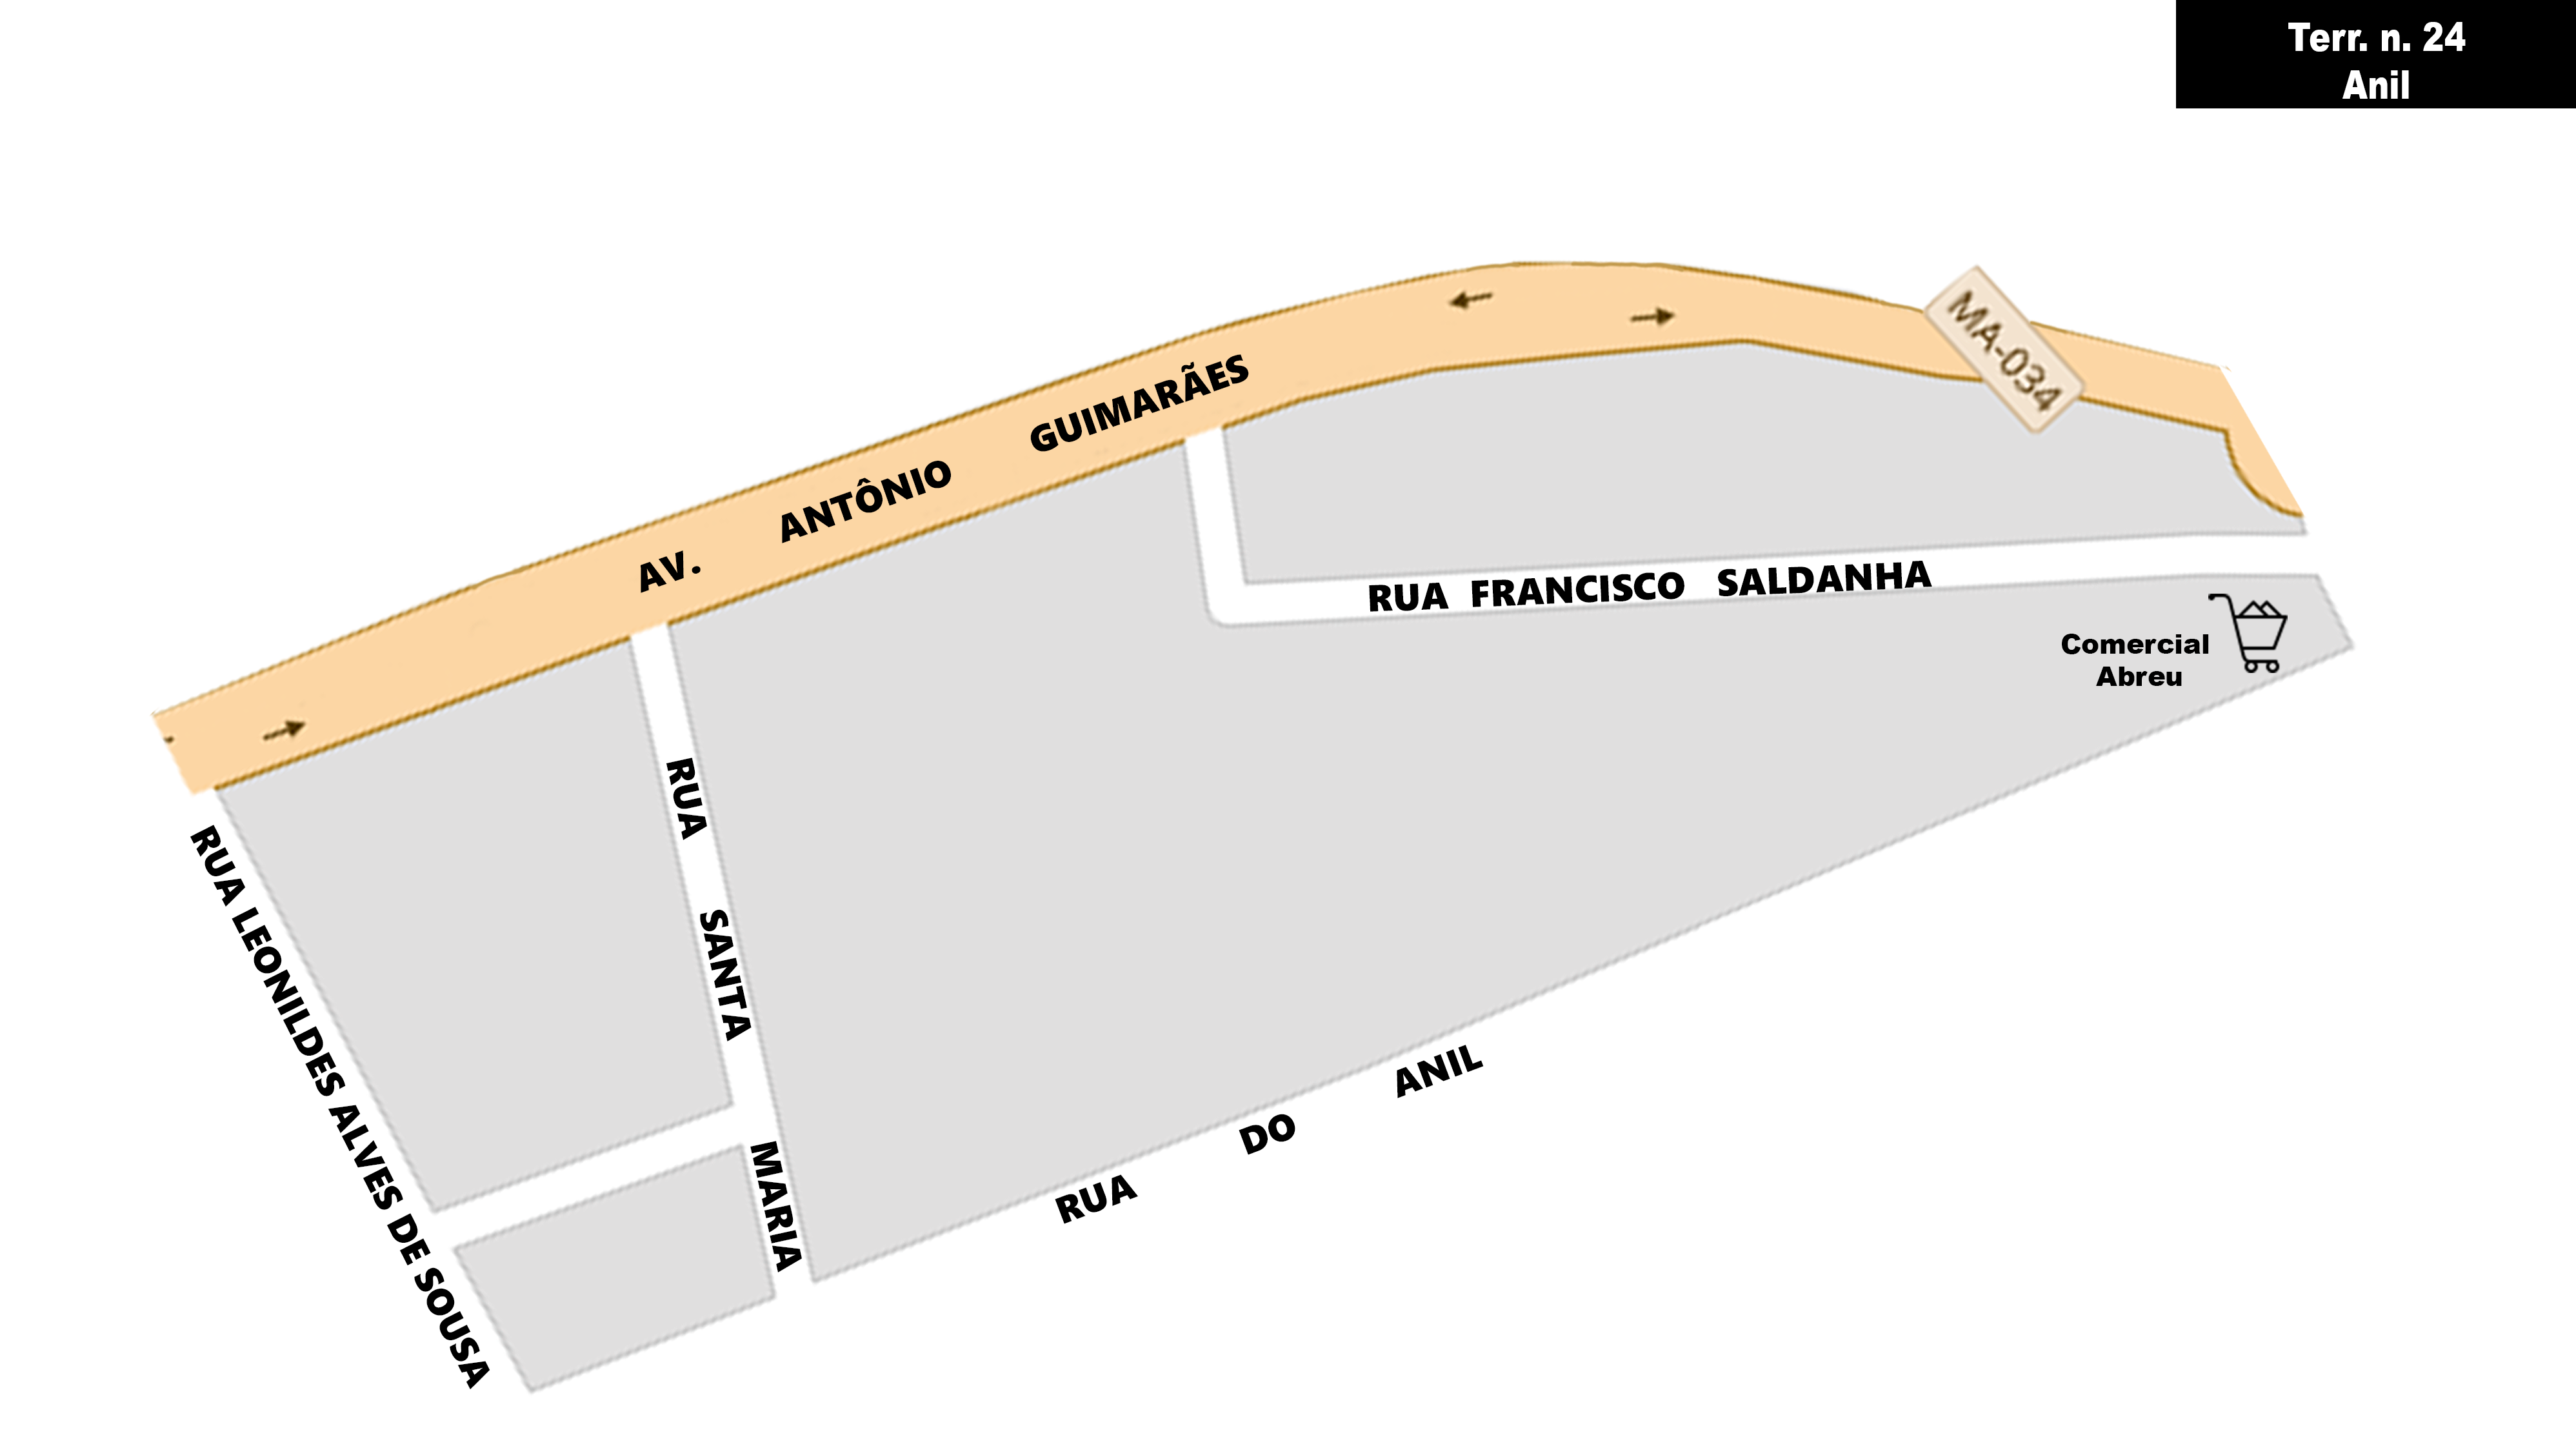 Terr. n. 24
Anil
MA-034
AV. ANTÔNIO GUIMARÃES
RUA FRANCISCO SALDANHA
Comercial
Abreu
RUA SANTA MARIA
RUA LEONILDES ALVES DE SOUSA
RUA DO ANIL